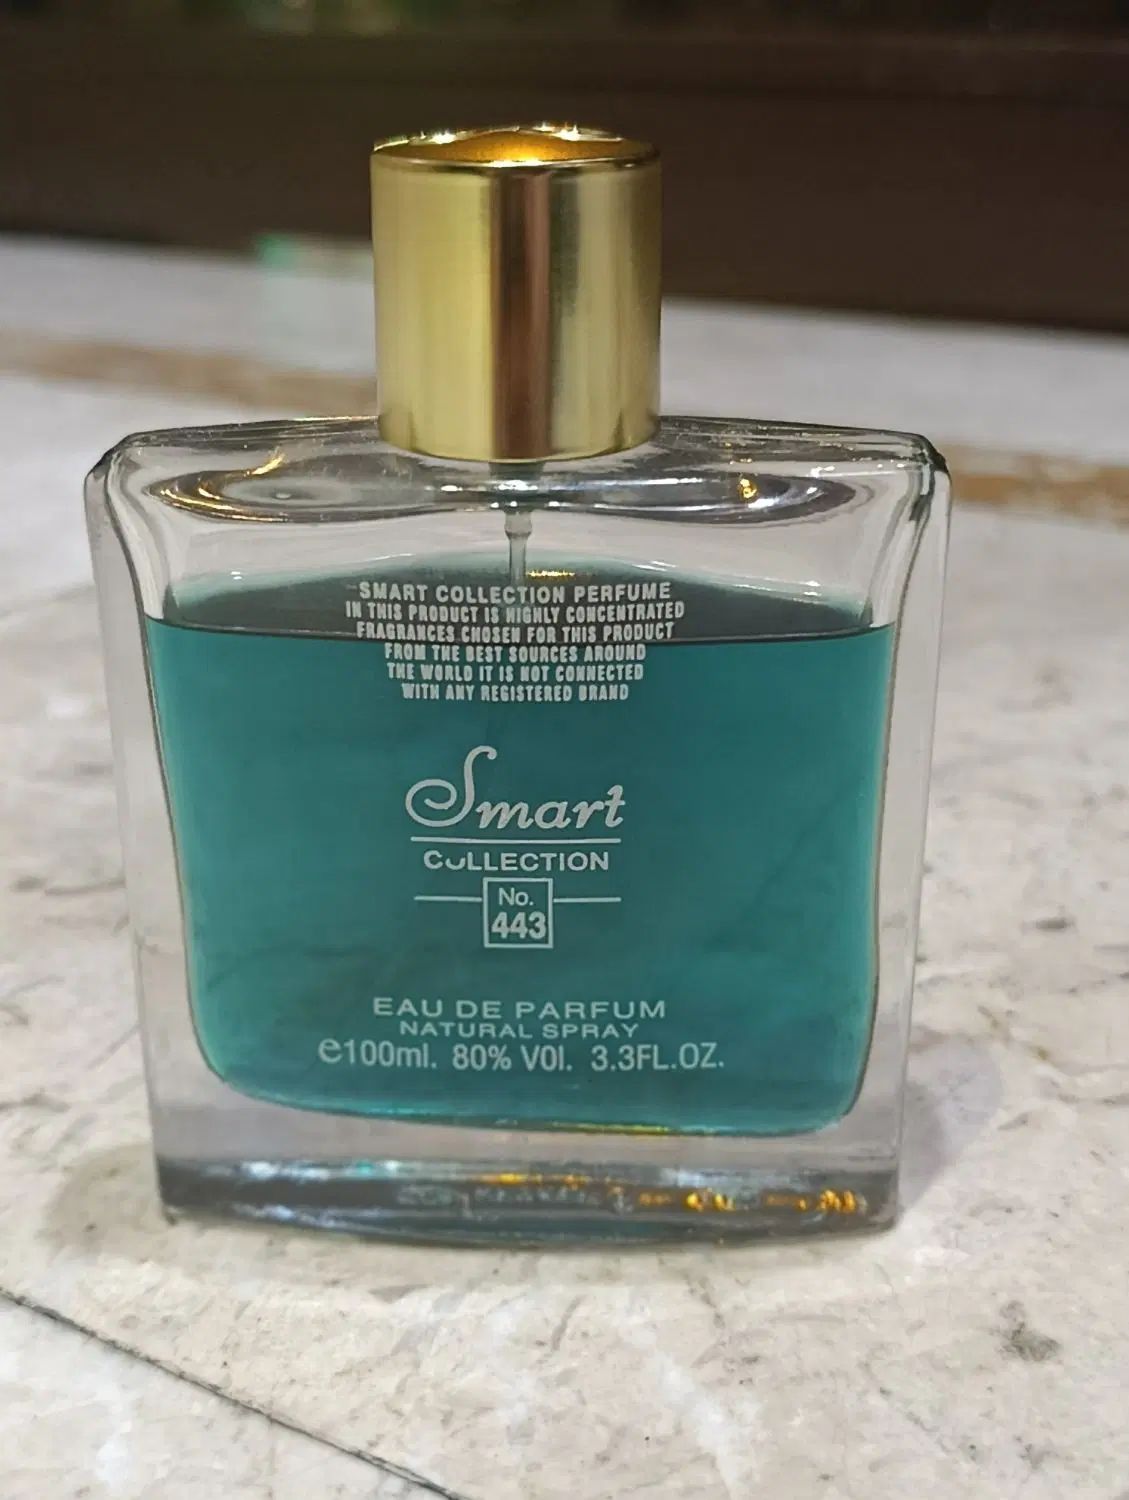 SMART COLLECTION PERFUME
IN THIS PRODUCT IS HIGHLY CONCENTRATED
FRAGRANCES CHOSEN FOR THIS PRODUCT
FROM THE BEST SOURCES AROUND
THE WORLD IT IS NOT CONNECTED
WITH ANY REGISTERED BRAND
Smart
COLLECTION
No.
443
EAU DE PARFUM
NATURAL SPRAY
e100ml. 80% VOl. 3.3FL.OZ.